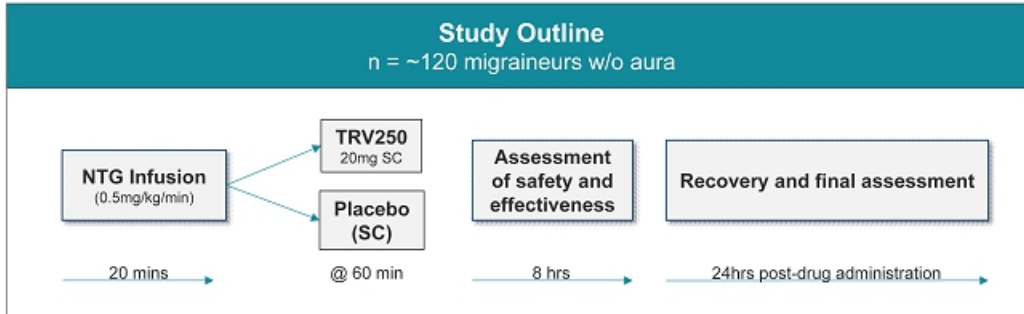 Study Outline
n = ~120 migraineurs w/o aura
NTG Infusion
(0.5mg/kg/min)
TRV250
20mg SC
Placebo
(SC)
Assessment
of safety and
effectiveness
Recovery and final assessment
20 mins
@ 60 min
8 hrs
24hrs post-drug administration